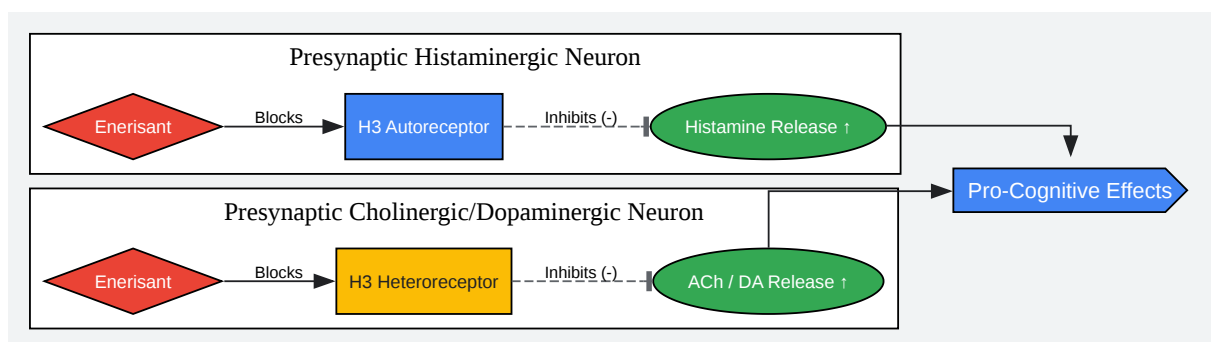 Presynaptic Histaminergic Neuron
Enerisant
Blocks
H3 Autoreceptor
Inhibits (-)
Histamine Release ↑
Pro-Cognitive Effects
Presynaptic Cholinergic/Dopaminergic Neuron
Enerisant
Blocks
H3 Heteroreceptor
Inhibits (-)
ACh / DA Release ↑